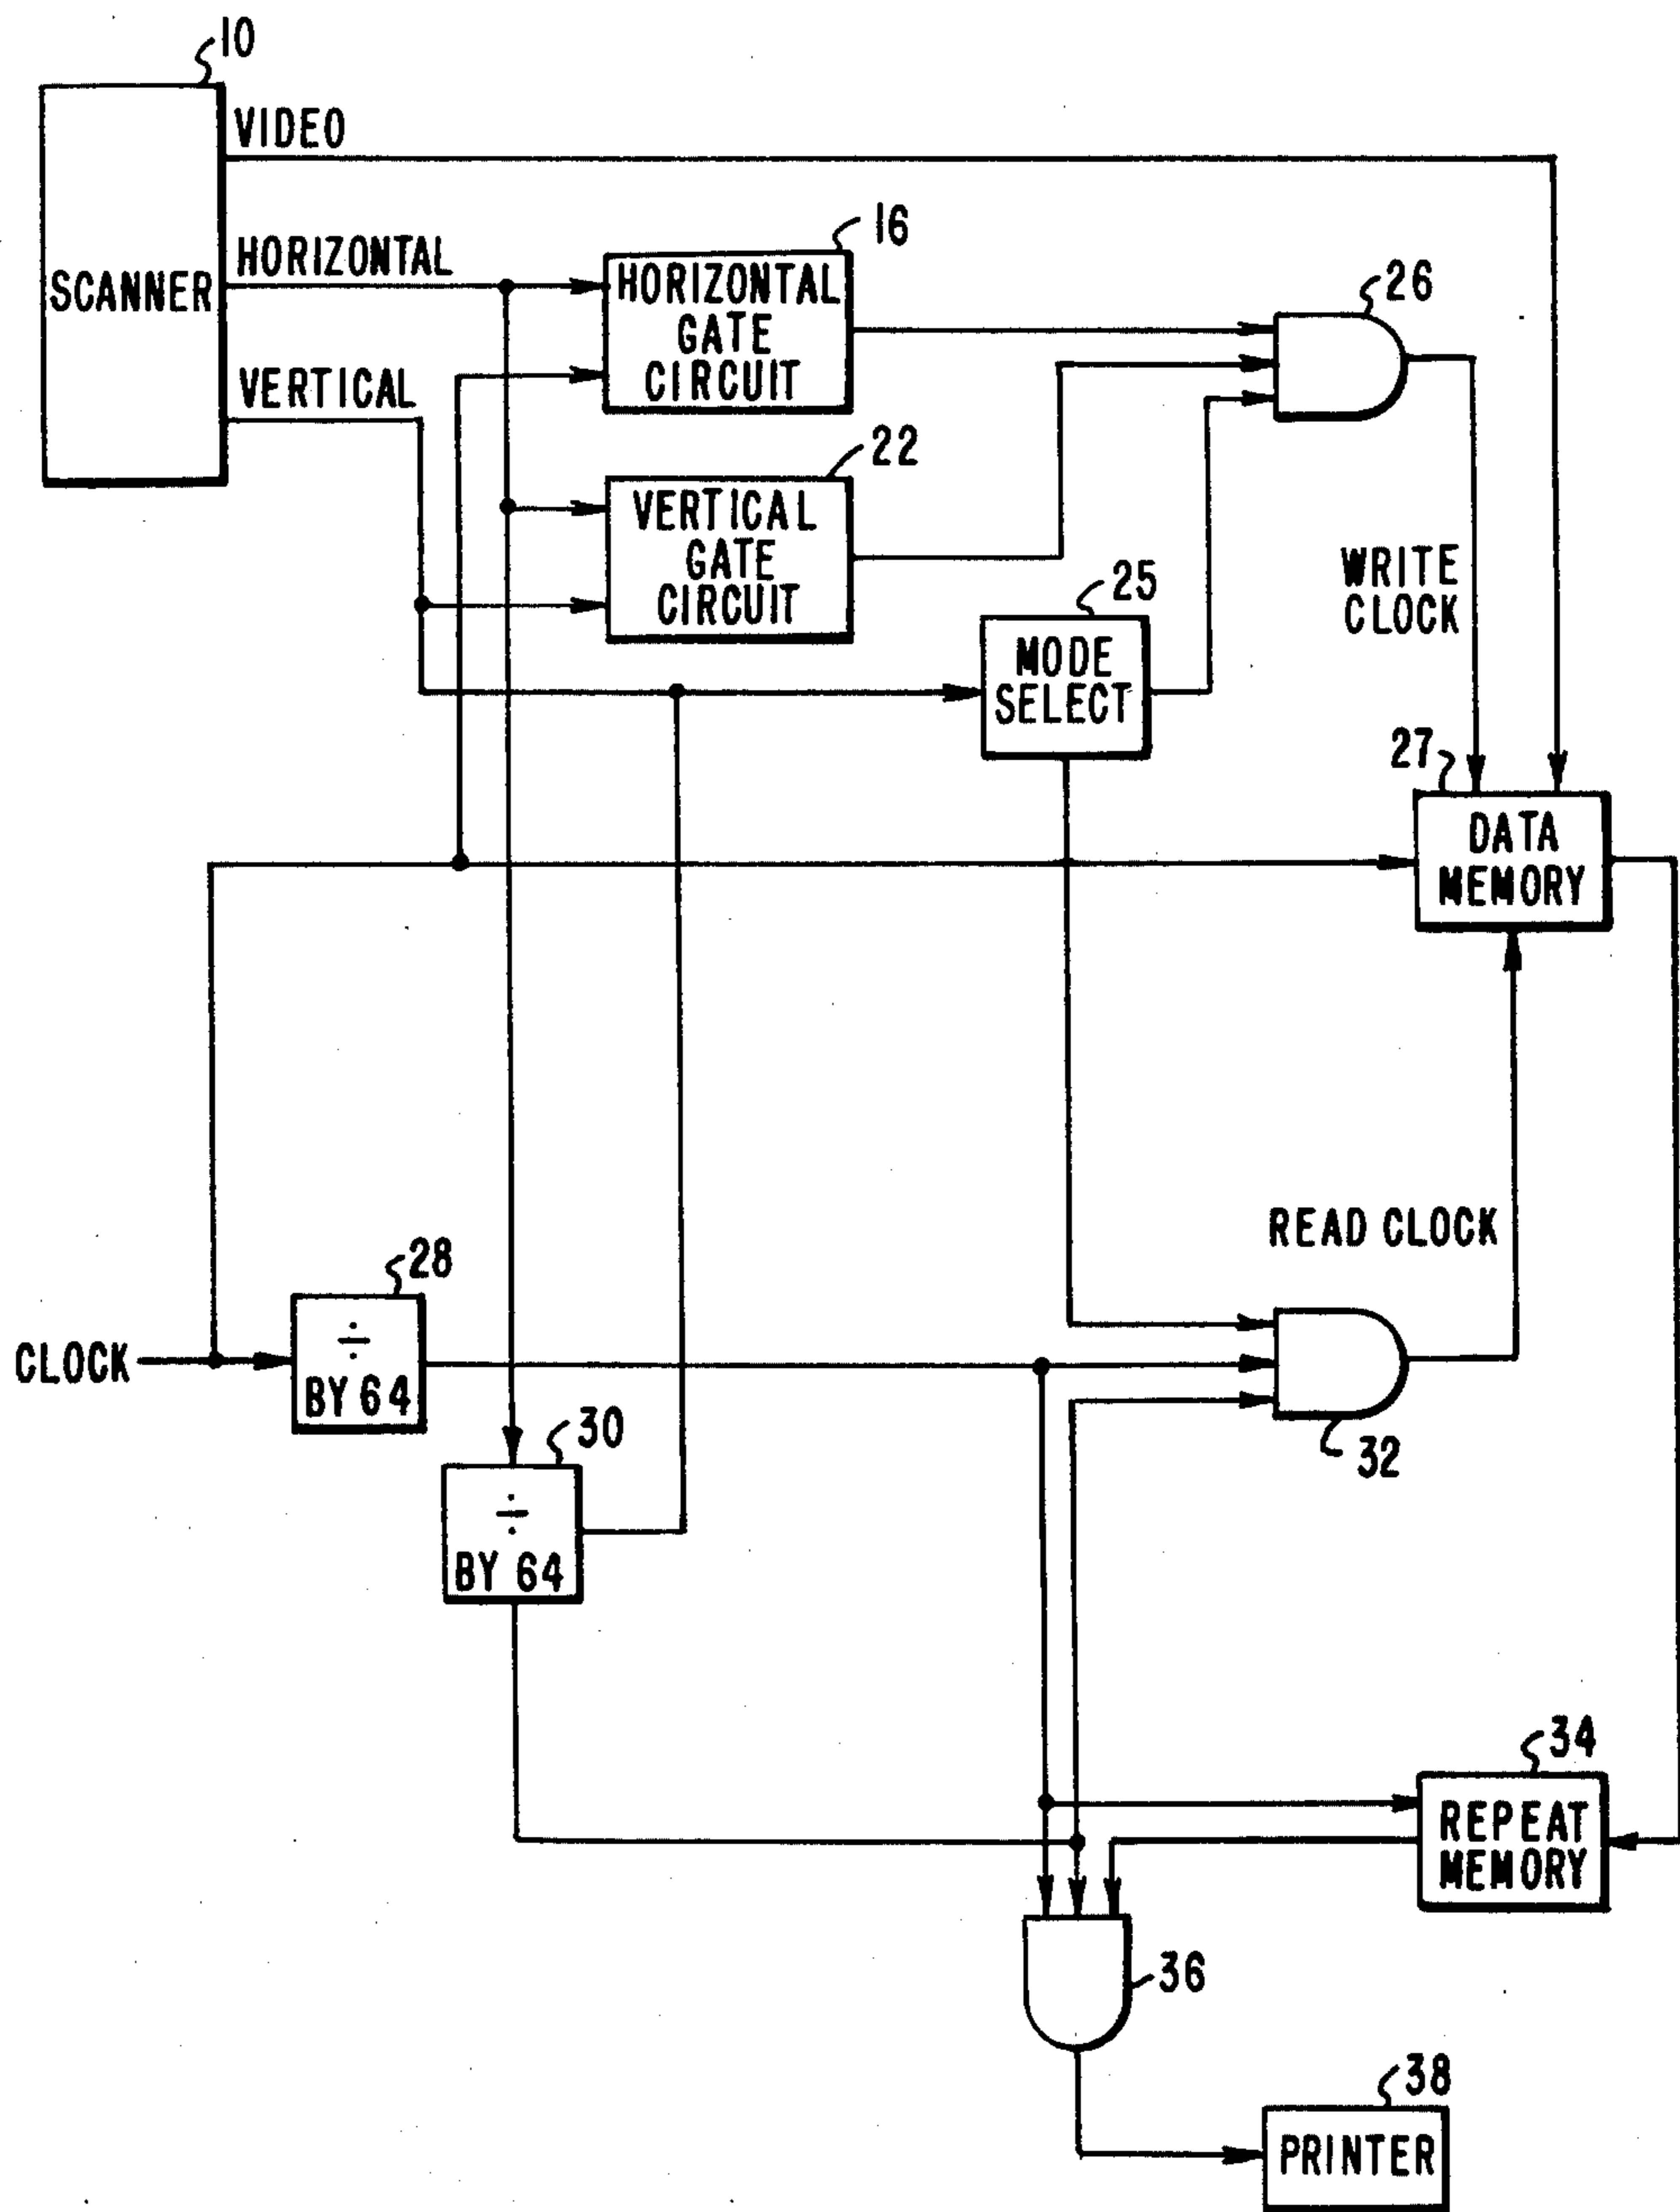 10
VIDEO
HORIZONTAL
SCANNER
VERTICAL
16
HORIZONTAL
GATE
CIRCUIT
26
22
VERTICAL
GATE
CIRCUIT
25
MODE
SELECT
WRITE
CLOCK
27
DATA
MEMORY
READ CLOCK
28
CLOCK
÷
BY 64
30
÷
BY 64
32
34
REPEAT
MEMORY
36
38
PRINTER